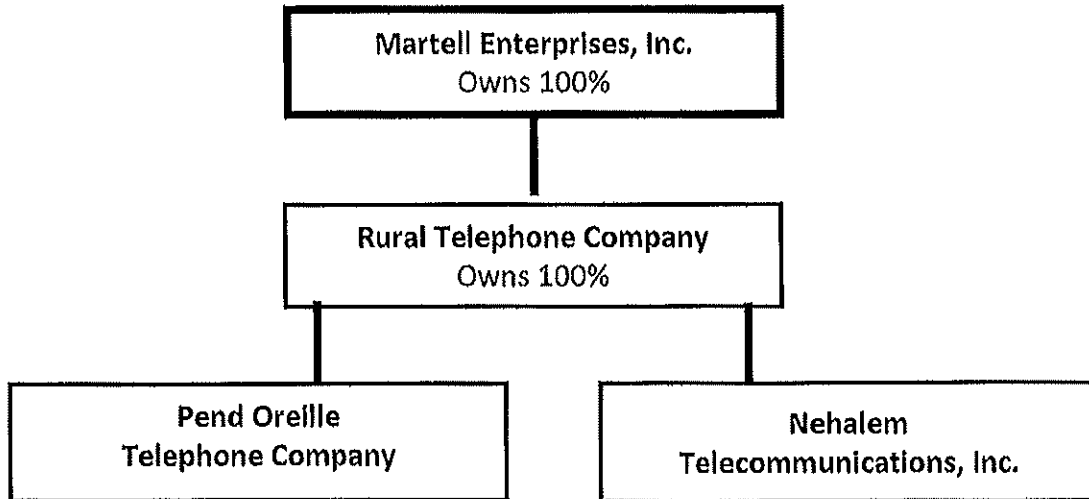 Martell Enterprises, Inc.
Owns 100%
Rural Telephone Company
Owns 100%
Pend Oreille
Telephone Company
Nehalem
Telecommunications, Inc.